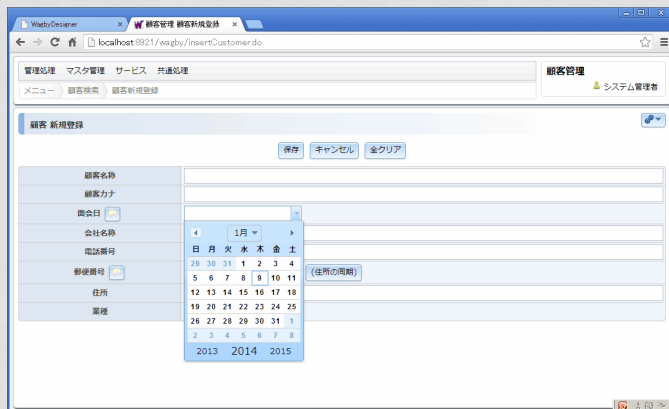 WagbyDesigner
顧客管理 顧客新規登録
localhost:8921/wagby/insertCustomer.do
管理処理 マスタ管理 サービス 共通処理
顧客管理
システム管理者
メニュー 顧客検索 顧客新規登録
顧客 新規登録
保存 キャンセル 全クリア
顧客名称
顧客カナ
面会日
会社名称
電話番号
郵便番号
(住所の同期)
住所
業種
1月
日 月 火 水 木 金 土
29 30 31 1 2 3 4
5 6 7 8 9 10 11
12 13 14 15 16 17 18
19 20 21 22 23 24 25
26 27 28 29 30 31 1
2 3 4 5 6 7 8
2013 2014 2015